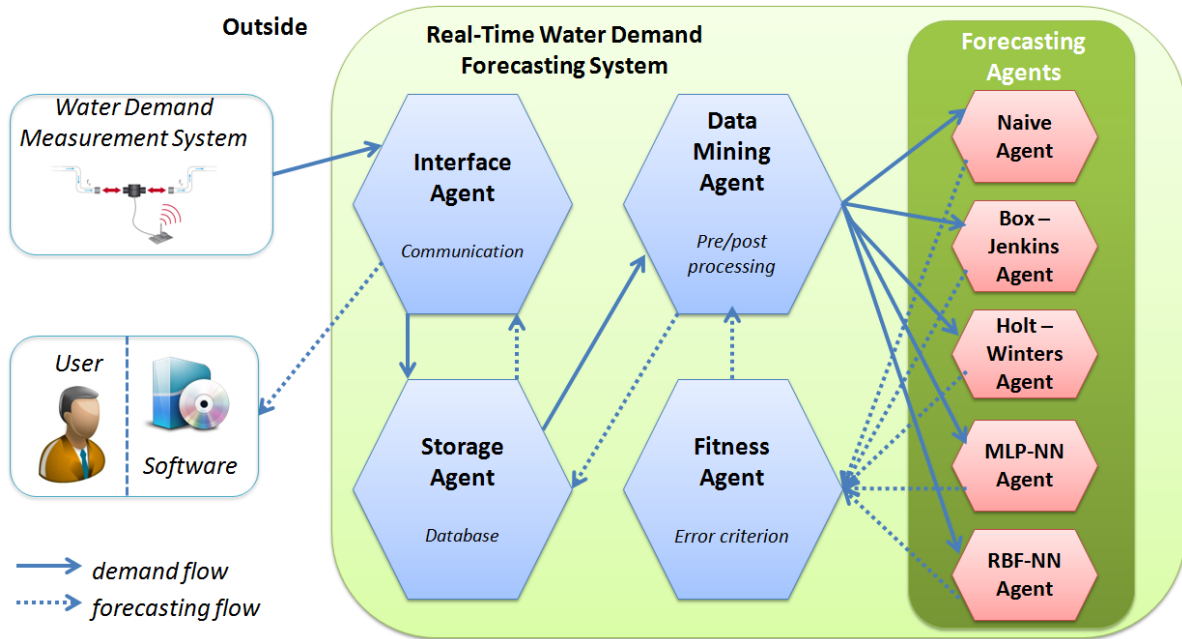 Outside
Real-Time Water Demand
Forecasting System
Forecasting
Agents
Water Demand
Measurement System
Interface
Agent
Communication
Data
Mining
Agent
Pre/post
processing
Naive
Agent
Box –
Jenkins
Agent
Holt –
Winters
Agent
User
Software
Storage
Agent
Database
Fitness
Agent
Error criterion
MLP-NN
Agent
RBF-NN
Agent
demand flow
forecasting flow